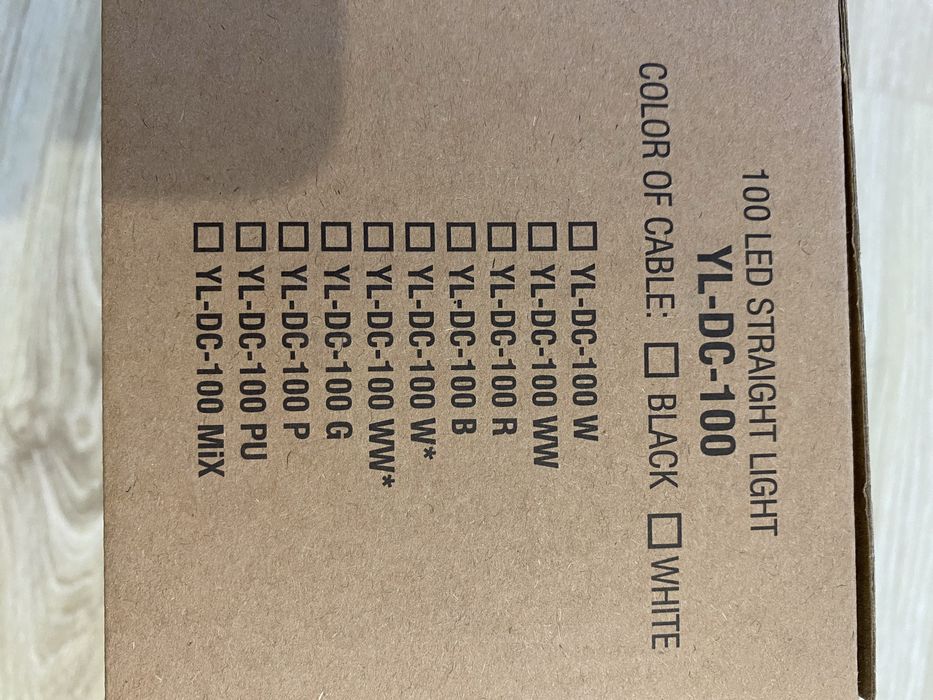 100 LED STRAIGHT LIGHT
YL-DC-100
COLOR OF CABLE: ☐ BLACK ☐ WHITE
☐ YL-DC-100 W
☐ YL-DC-100 WW
☐ YL-DC-100 R
☐ YL-DC-100 B
☐ YL-DC-100 W*
☐ YL-DC-100 WW*
☐ YL-DC-100 G
☐ YL-DC-100 P
☐ YL-DC-100 PU
☐ YL-DC-100 MiX